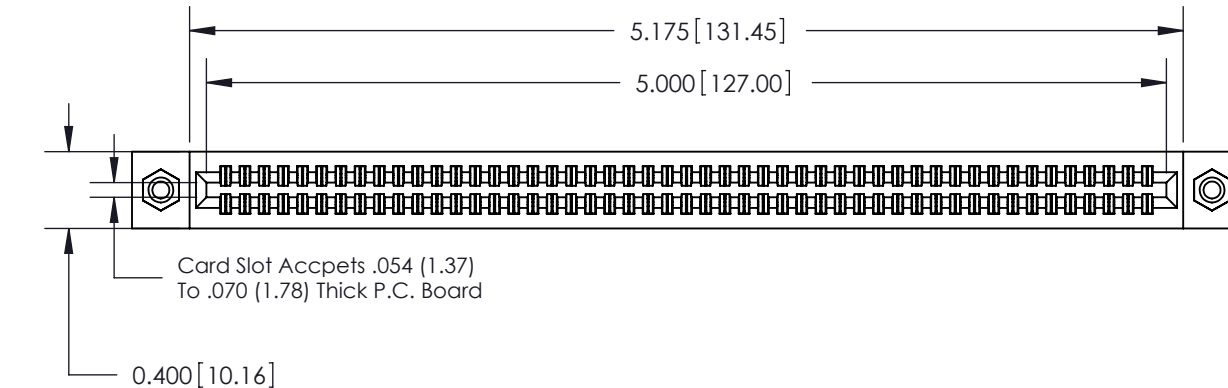 5.175[131.45]
5.000[127.00]
Card Slot Accpets .054 (1.37)
To .070 (1.78) Thick P.C. Board
0.400[10.16]